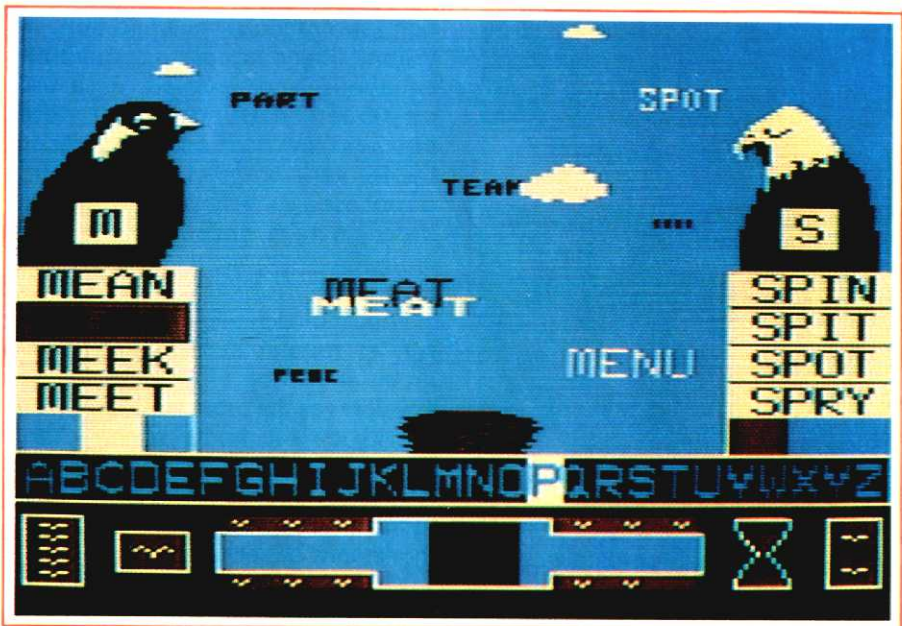 PART
SPOT
TEAK
M
S
MEAN
MEAT
MEAT
SPIN
SPIT
MEEK
MENU
SPOT
MEET
SPRY
ABCDEFGHIJKLMNOPQRSTUVWXYZ